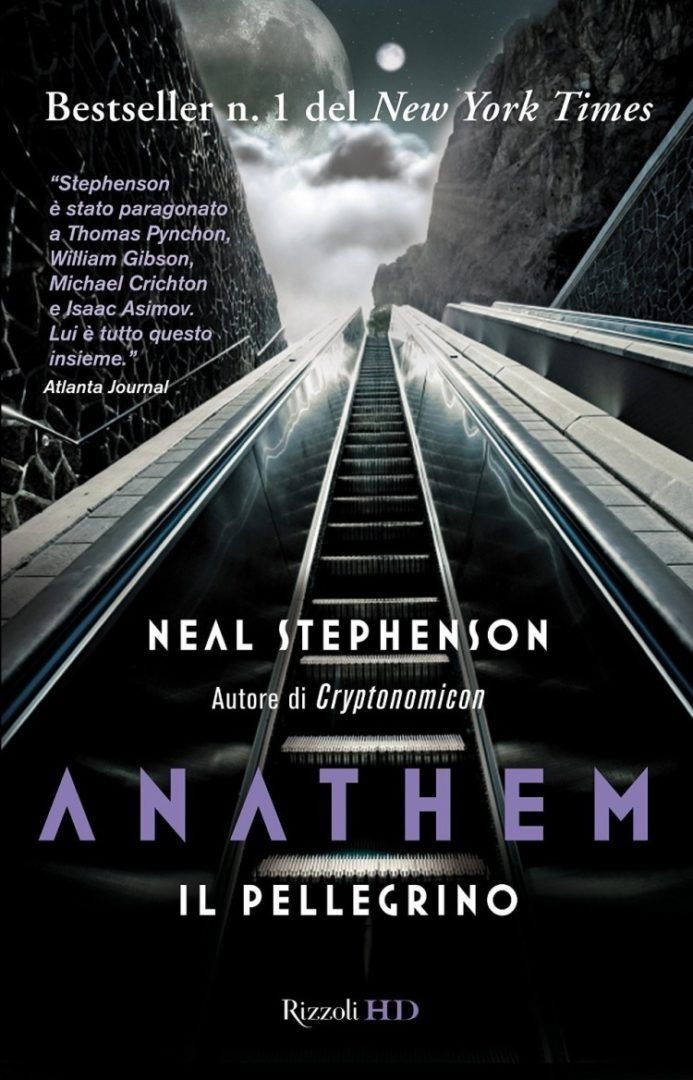 Bestseller n. 1 del New York Times
“Stephenson
è stato paragonato
a Thomas Pynchon,
William Gibson,
Michael Crichton
e Isaac Asimov.
Lui è tutto questo
insieme.”
Atlanta Journal
NEAL STEPHENSON
Autore di Cryptonomicon
ANATHEM
IL PELLEGRINO
Rizzoli HD